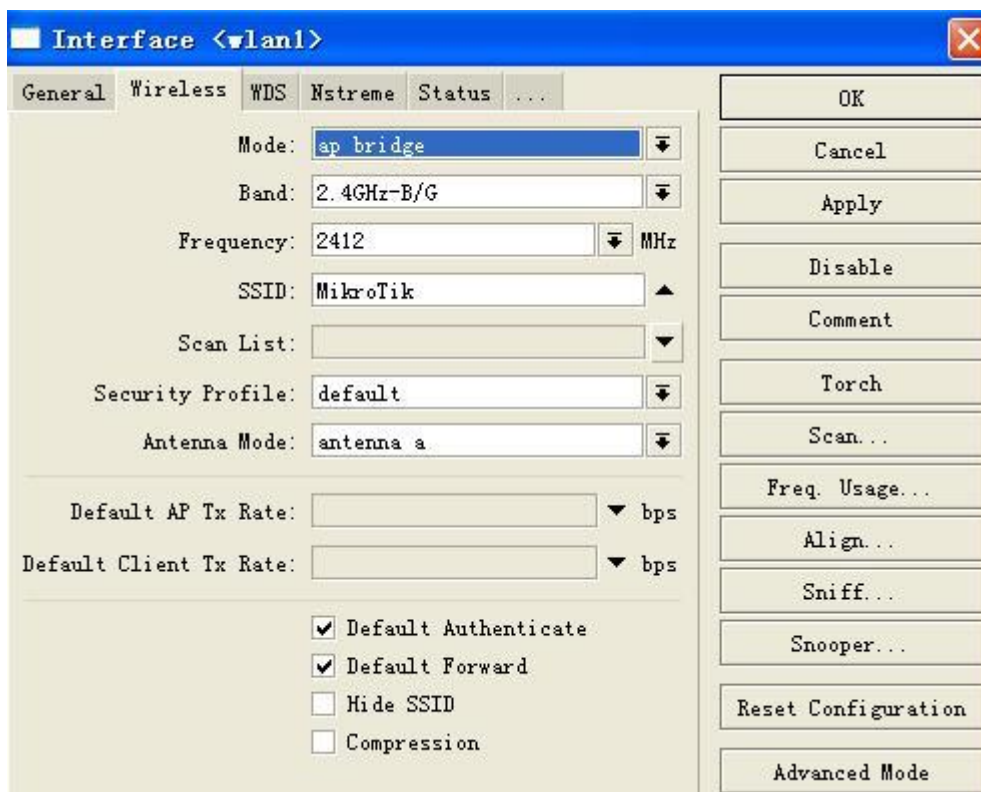 Interface <wlan1>
General Wireless WDS Nstreme Status ...
Mode: ap bridge
Band: 2.4GHz-B/G
Frequency: 2412 MHz
SSID: MikroTik
Scan List:
Security Profile: default
Antenna Mode: antenna a
Default AP Tx Rate: bps
Default Client Tx Rate: bps
Default Authenticate
Default Forward
Hide SSID
Compression
OK
Cancel
Apply
Disable
Comment
Torch
Scan...
Freq. Usage...
Align...
Sniff...
Snooper...
Reset Configuration
Advanced Mode